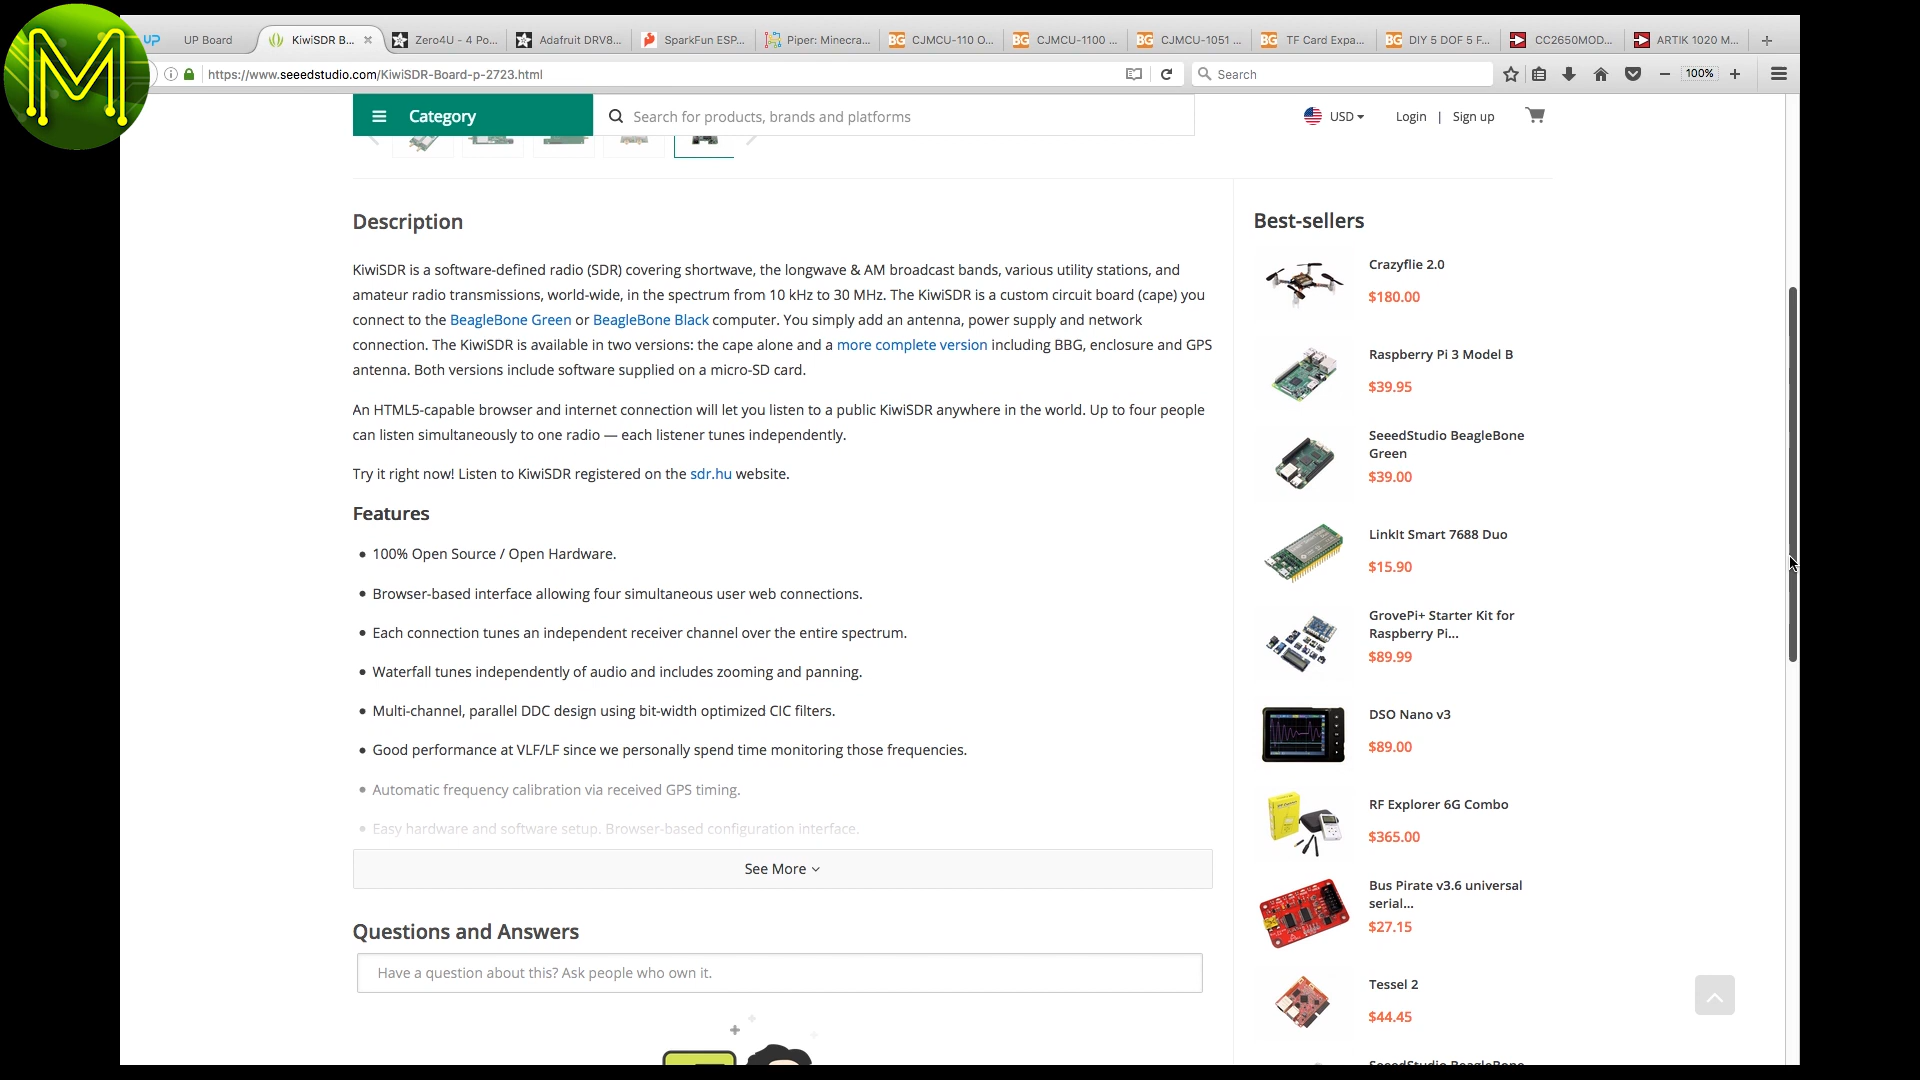 UP
UP Board
KiwiSDR B...
Zero4U - 4 Po...
Adafruit DRV8...
SparkFun ESP...
Piper: Minecra...
BG
CJMCU-110 O...
BG
CJMCU-1100 ...
BG
CJMCU-1051 ...
BG
TF Card Expa...
BG
DIY 5 DOF 5 F...
CC2650MOD...
ARTIK 1020 M...
M
https://www.seeedstudio.com/KiwiSDR-Board-p-2723.html
Search
100%
Category
Search for products, brands and platforms
USD
Login | Sign up
Description
KiwiSDR is a software-defined radio (SDR) covering shortwave, the longwave & AM broadcast bands, various utility stations, and
amateur radio transmissions, world-wide, in the spectrum from 10 kHz to 30 MHz. The KiwiSDR is a custom circuit board (cape) you
connect to the BeagleBone Green or BeagleBone Black computer. You simply add an antenna, power supply and network
connection. The KiwiSDR is available in two versions: the cape alone and a more complete version including BBG, enclosure and GPS
antenna. Both versions include software supplied on a micro-SD card.
An HTML5-capable browser and internet connection will let you listen to a public KiwiSDR anywhere in the world. Up to four people
can listen simultaneously to one radio — each listener tunes independently.
Try it right now! Listen to KiwiSDR registered on the sdr.hu website.
Features
• 100% Open Source / Open Hardware.
• Browser-based interface allowing four simultaneous user web connections.
• Each connection tunes an independent receiver channel over the entire spectrum.
• Waterfall tunes independently of audio and includes zooming and panning.
• Multi-channel, parallel DDC design using bit-width optimized CIC filters.
• Good performance at VLF/LF since we personally spend time monitoring those frequencies.
• Automatic frequency calibration via received GPS timing.
• Easy hardware and software setup. Browser-based configuration interface.
See More
Questions and Answers
Have a question about this? Ask people who own it.
Best-sellers
Crazyflie 2.0
$180.00
Raspberry Pi 3 Model B
$39.95
SeeedStudio BeagleBone
Green
$39.00
LinkIt Smart 7688 Duo
$15.90
GrovePi+ Starter Kit for
Raspberry Pi...
$89.99
DSO Nano v3
$89.00
RF Explorer 6G Combo
$365.00
Bus Pirate v3.6 universal
serial...
$27.15
Tessel 2
$44.45
SeeedStudio BeagleBone